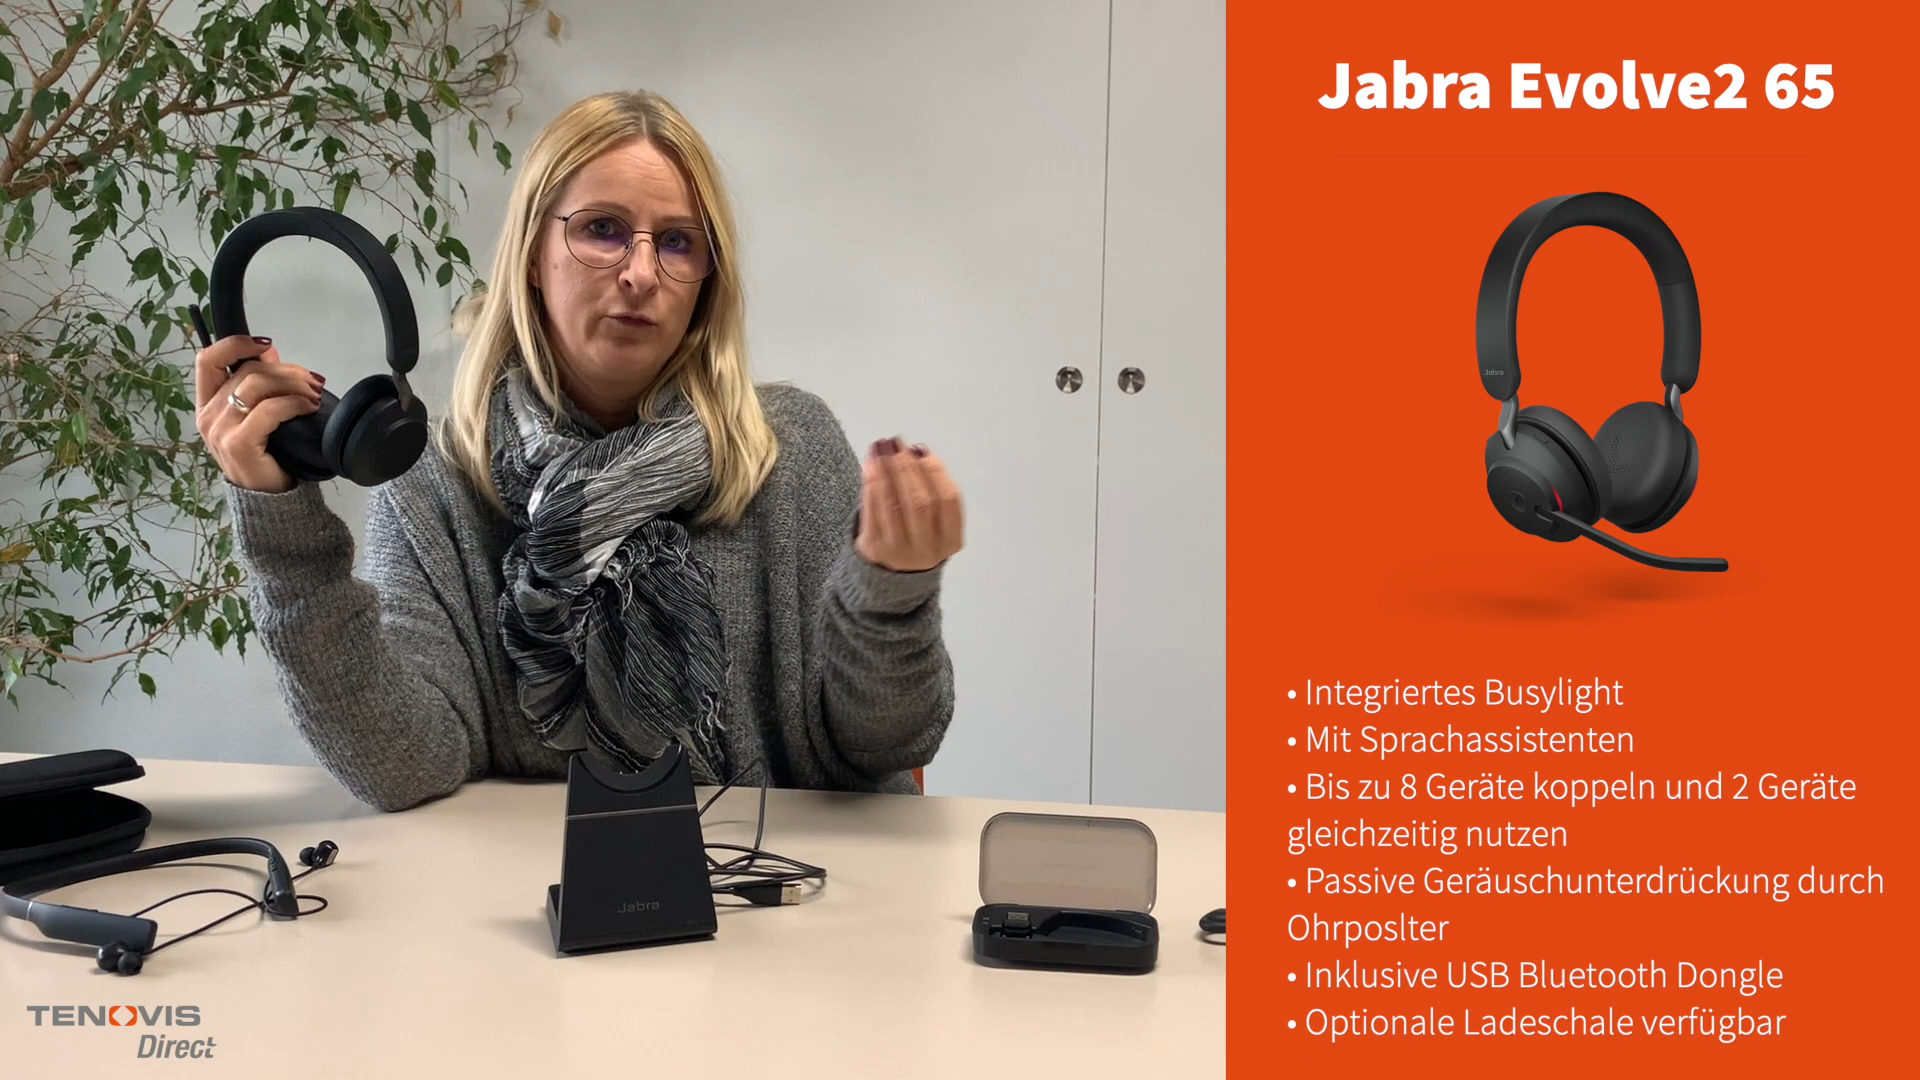 Jabra Evolve2 65
Jabra
• Integriertes Busylight
• Mit Sprachassistenten
• Bis zu 8 Geräte koppeln und 2 Geräte
gleichzeitig nutzen
• Passive Geräuschunterdrückung durch
Ohrposlter
• Inklusive USB Bluetooth Dongle
• Optionale Ladeschale verfügbar
Jabra
TENOVIS
Direct